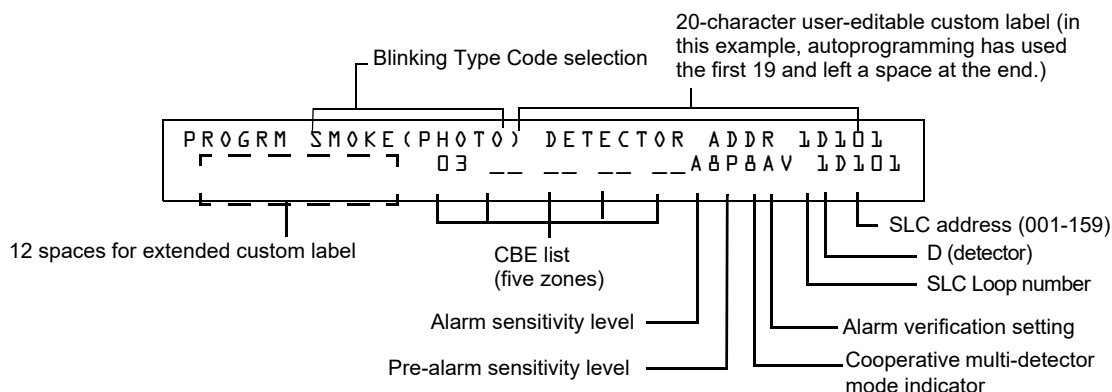 20-character user-editable custom label (in
this example, autoprogramming has used
the first 19 and left a space at the end.)
Blinking Type Code selection
PROGRM SMOKE(PHOTO) DETECTOR ADDR 1D101
03 __ __ __ __A8P8AV 1D101
12 spaces for extended custom label
CBE list
(five zones)
SLC address (001-159)
D (detector)
SLC Loop number
Alarm sensitivity level
Alarm verification setting
Pre-alarm sensitivity level
Cooperative multi-detector
mode indicator